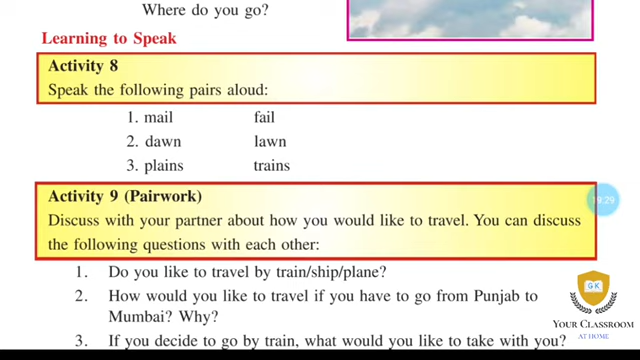 Where do you go?
Learning to Speak
Activity 8
Speak the following pairs aloud:
1. mail fail
2. dawn lawn
3. plains trains
Activity 9 (Pairwork)
Discuss with your partner about how you would like to travel. You can discuss
the following questions with each other:
19:29
1. Do you like to travel by train/ship/plane?
2. How would you like to travel if you have to go from Punjab to
Mumbai? Why?
3. If you decide to go by train, what would you like to take with you?
GK
YOUR CLASSROOM
AT HOME